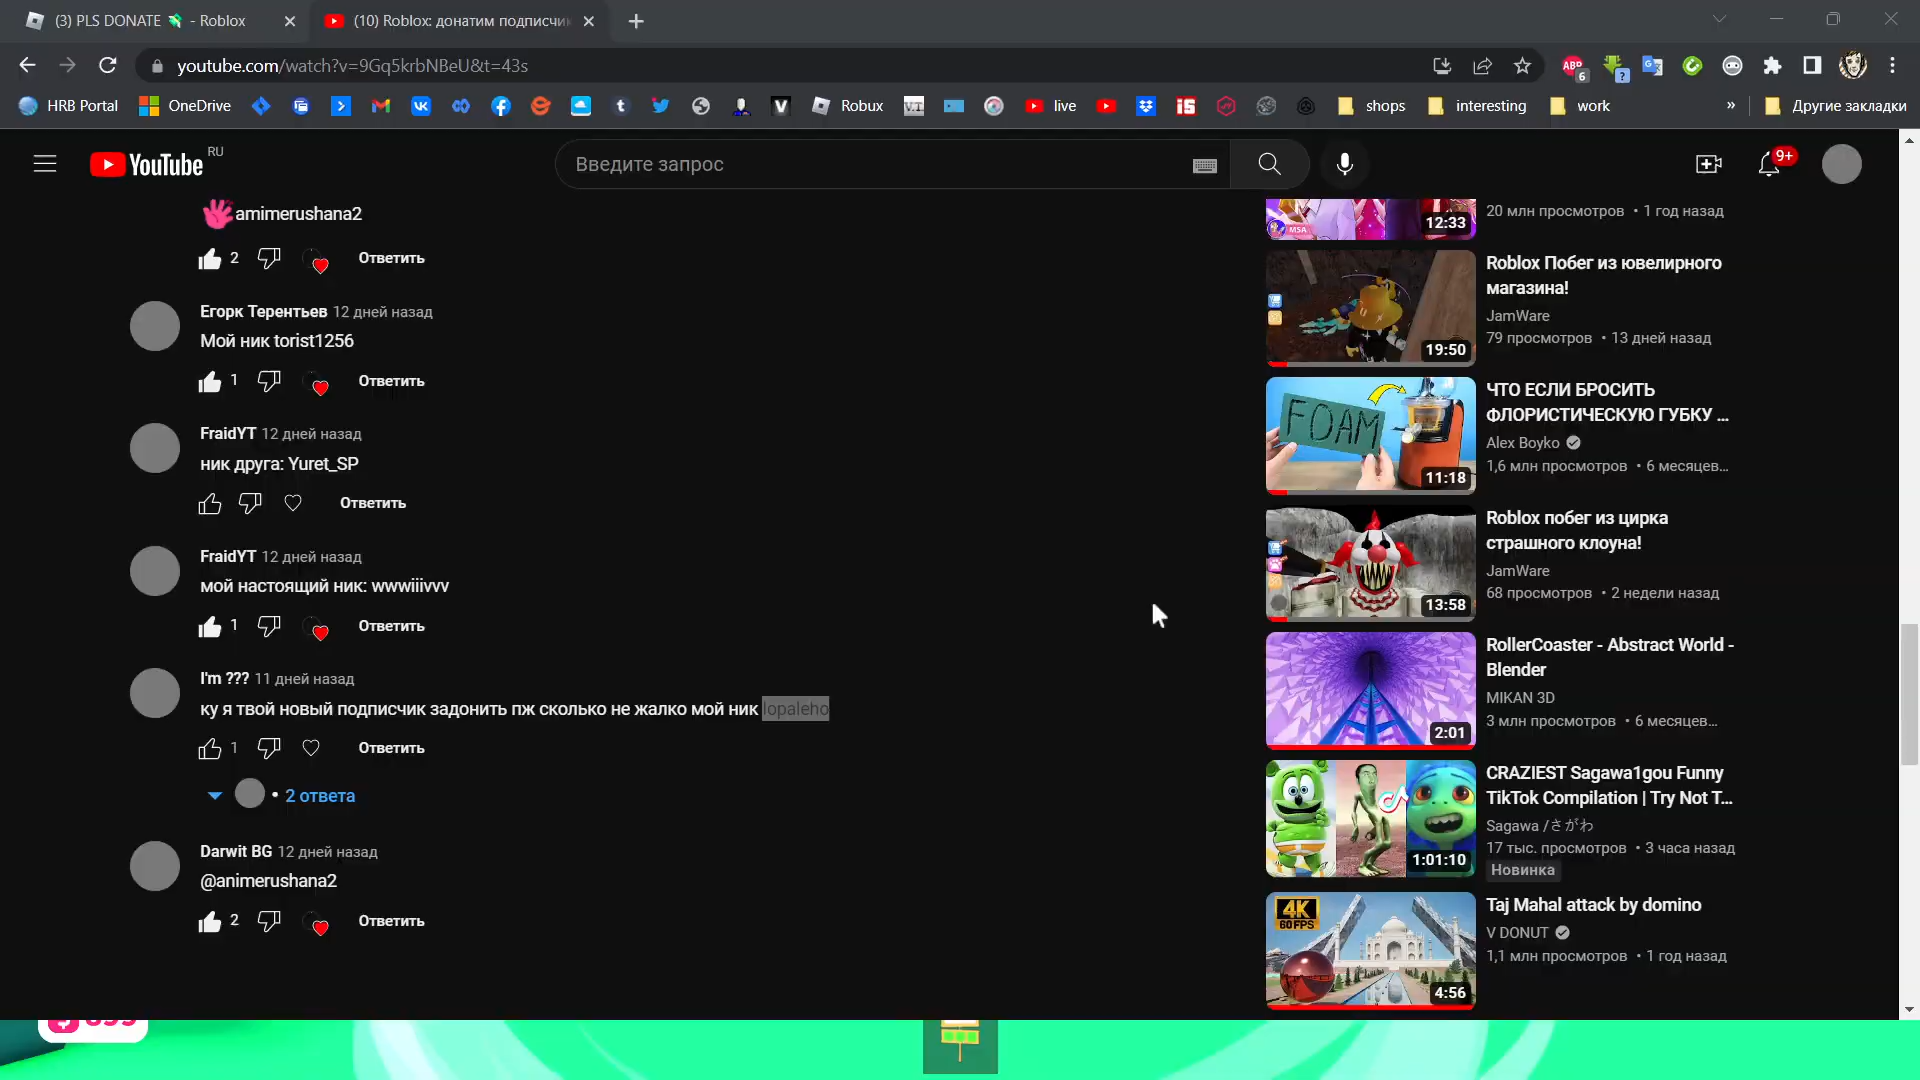 (3) PLS DONATE - Roblox
(10) Roblox: донатим подписчик
youtube.com/watch?v=9Gq5krbNBeU&t=43s
ABP
6
?
HRB Portal
OneDrive
Robux
live
shops
interesting
work
»
Другие закладки
YouTube
RU
Введите запрос
9+
amimerushana2
2
Ответить
Егорк Терентьев 12 дней назад
Мой ник torist1256
1
Ответить
FraidYT 12 дней назад
ник друга: Yuret_SP
Ответить
FraidYT 12 дней назад
мой настоящий ник: wwwiiivvv
1
Ответить
I'm ??? 11 дней назад
ку я твой новый подписчик задонить пж сколько не жалко мой ник lopaleho
1
Ответить
• 2 ответа
Darwit BG 12 дней назад
@animerushana2
2
Ответить
MSA
12:33
20 млн просмотров • 1 год назад
19:50
Roblox Побег из ювелирного
магазина!
JamWare
79 просмотров • 13 дней назад
FOAM
11:18
ЧТО ЕСЛИ БРОСИТЬ
ФЛОРИСТИЧЕСКУЮ ГУБКУ ...
Alex Boyko
1,6 млн просмотров • 6 месяцев...
13:58
Roblox побег из цирка
страшного клоуна!
JamWare
68 просмотров • 2 недели назад
2:01
RollerCoaster - Abstract World -
Blender
MIKAN 3D
3 млн просмотров • 6 месяцев...
1:01:10
CRAZIEST Sagawa1gou Funny
TikTok Compilation | Try Not T...
Sagawa /さがわ
17 тыс. просмотров • 3 часа назад
Новинка
4K
60 FPS
4:56
Taj Mahal attack by domino
V DONUT
1,1 млн просмотров • 1 год назад